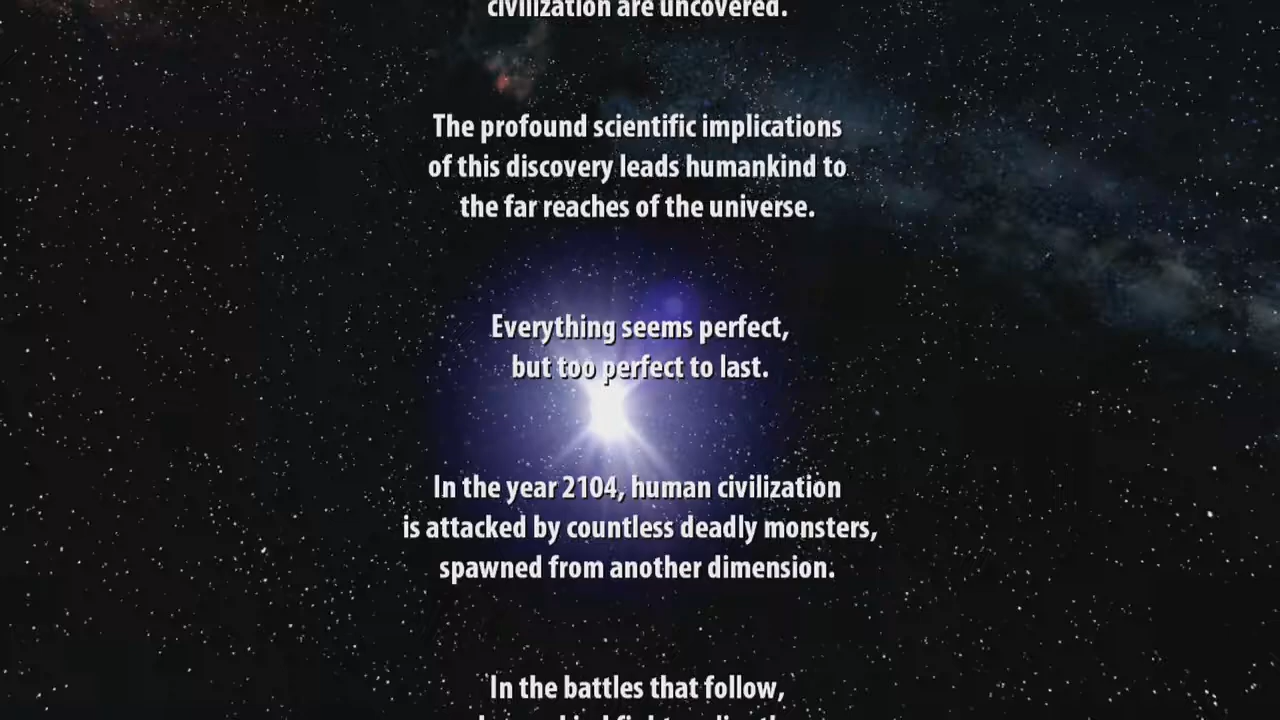 civilization are uncovered.
The profound scientific implications
of this discovery leads humankind to
the far reaches of the universe.
Everything seems perfect,
but too perfect to last.
In the year 2104, human civilization
is attacked by countless deadly monsters,
spawned from another dimension.
In the battles that follow,